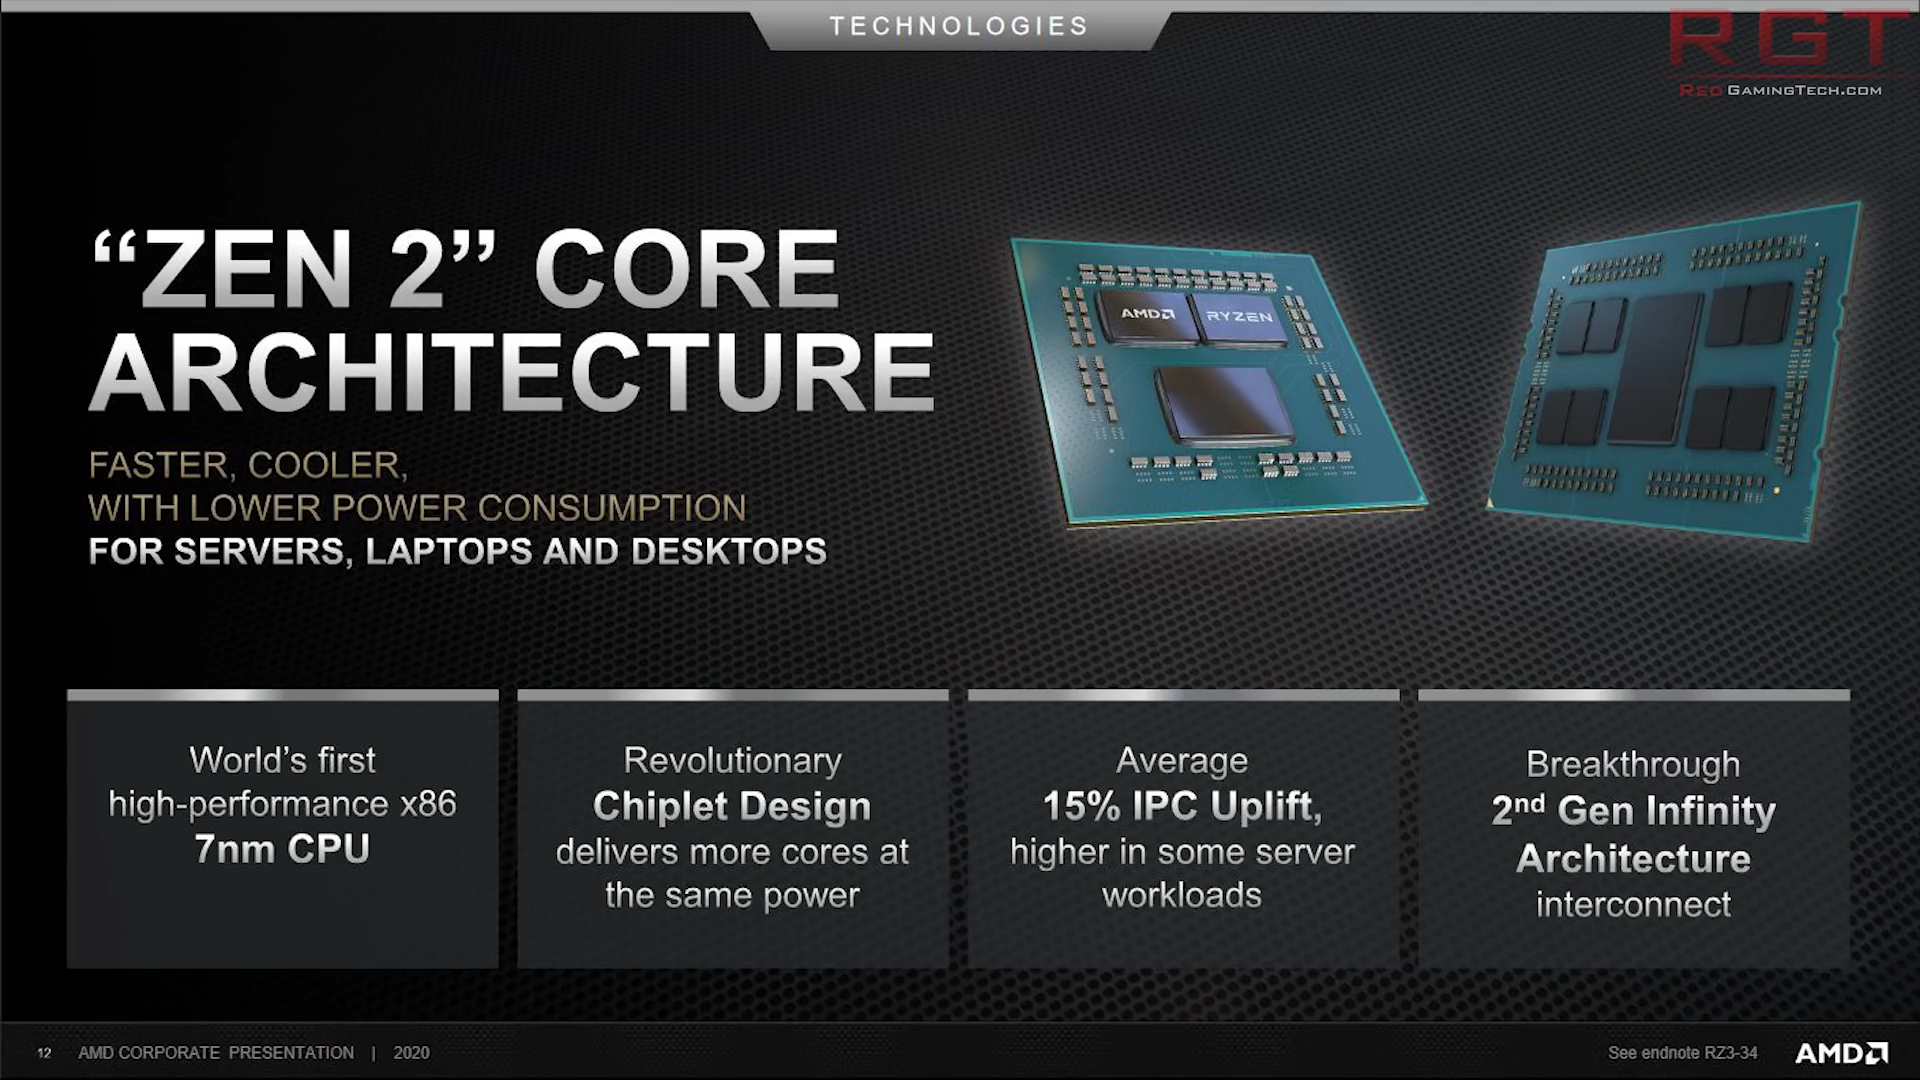 TECHNOLOGIES
RGT
REDGAMINGTECH.COM
“ZEN 2” CORE
ARCHITECTURE
FASTER, COOLER,
WITH LOWER POWER CONSUMPTION
FOR SERVERS, LAPTOPS AND DESKTOPS
AMD
RYZEN
World’s first
high-performance x86
7nm CPU
Revolutionary
Chiplet Design
delivers more cores at
the same power
Average
15% IPC Uplift,
higher in some server
workloads
Breakthrough
2nd Gen Infinity
Architecture
interconnect
12 AMD CORPORATE PRESENTATION | 2020
See endnote RZ3-34
AMD